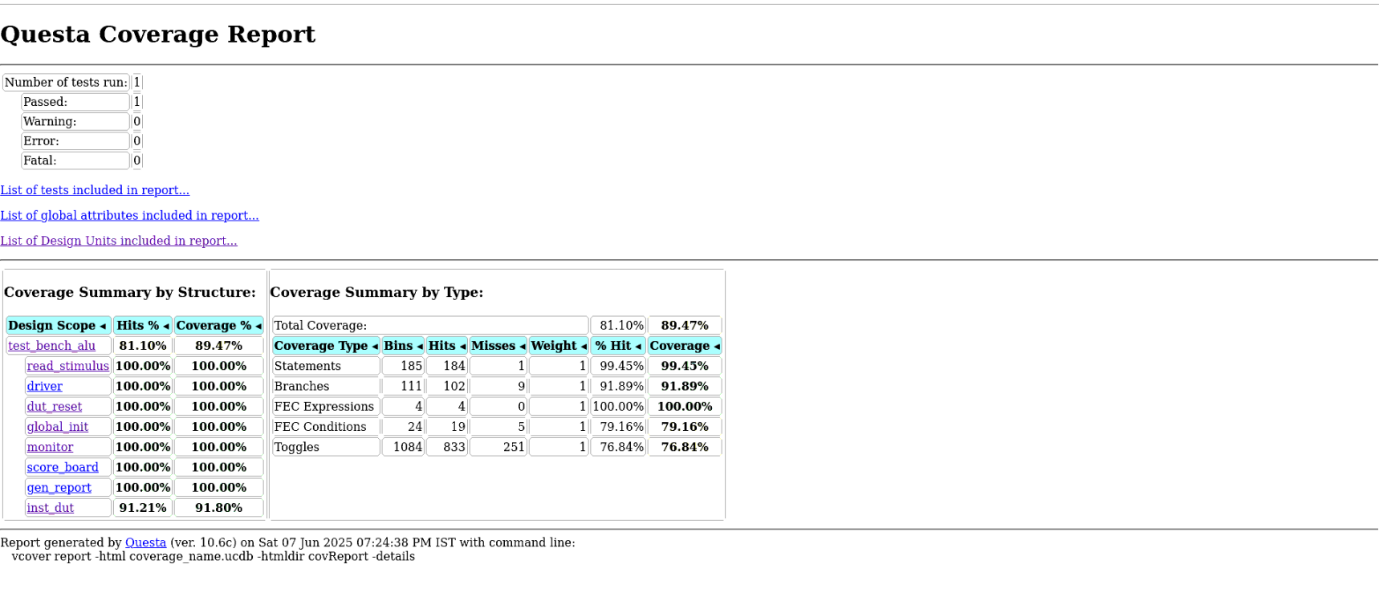 Questa Coverage Report
Number of tests run: 1
Passed: 1
Warning: 0
Error: 0
Fatal: 0
List of tests included in report...
List of global attributes included in report...
List of Design Units included in report...
Coverage Summary by Structure:
Design Scope ◂ Hits % ◂ Coverage % ◂
test_bench_alu 81.10% 89.47%
read_stimulus 100.00% 100.00%
driver 100.00% 100.00%
dut_reset 100.00% 100.00%
global_init 100.00% 100.00%
monitor 100.00% 100.00%
score_board 100.00% 100.00%
gen_report 100.00% 100.00%
inst_dut 91.21% 91.80%
Coverage Summary by Type:
Total Coverage: 81.10% 89.47%
Coverage Type ◂ Bins ◂ Hits ◂ Misses ◂ Weight ◂ % Hit ◂ Coverage ◂
Statements 185 184 1 1 99.45% 99.45%
Branches 111 102 9 1 91.89% 91.89%
FEC Expressions 4 4 0 1 100.00% 100.00%
FEC Conditions 24 19 5 1 79.16% 79.16%
Toggles 1084 833 251 1 76.84% 76.84%
Report generated by Questa (ver. 10.6c) on Sat 07 Jun 2025 07:24:38 PM IST with command line:
vcover report -html coverage_name.ucdb -htmldir covReport -details